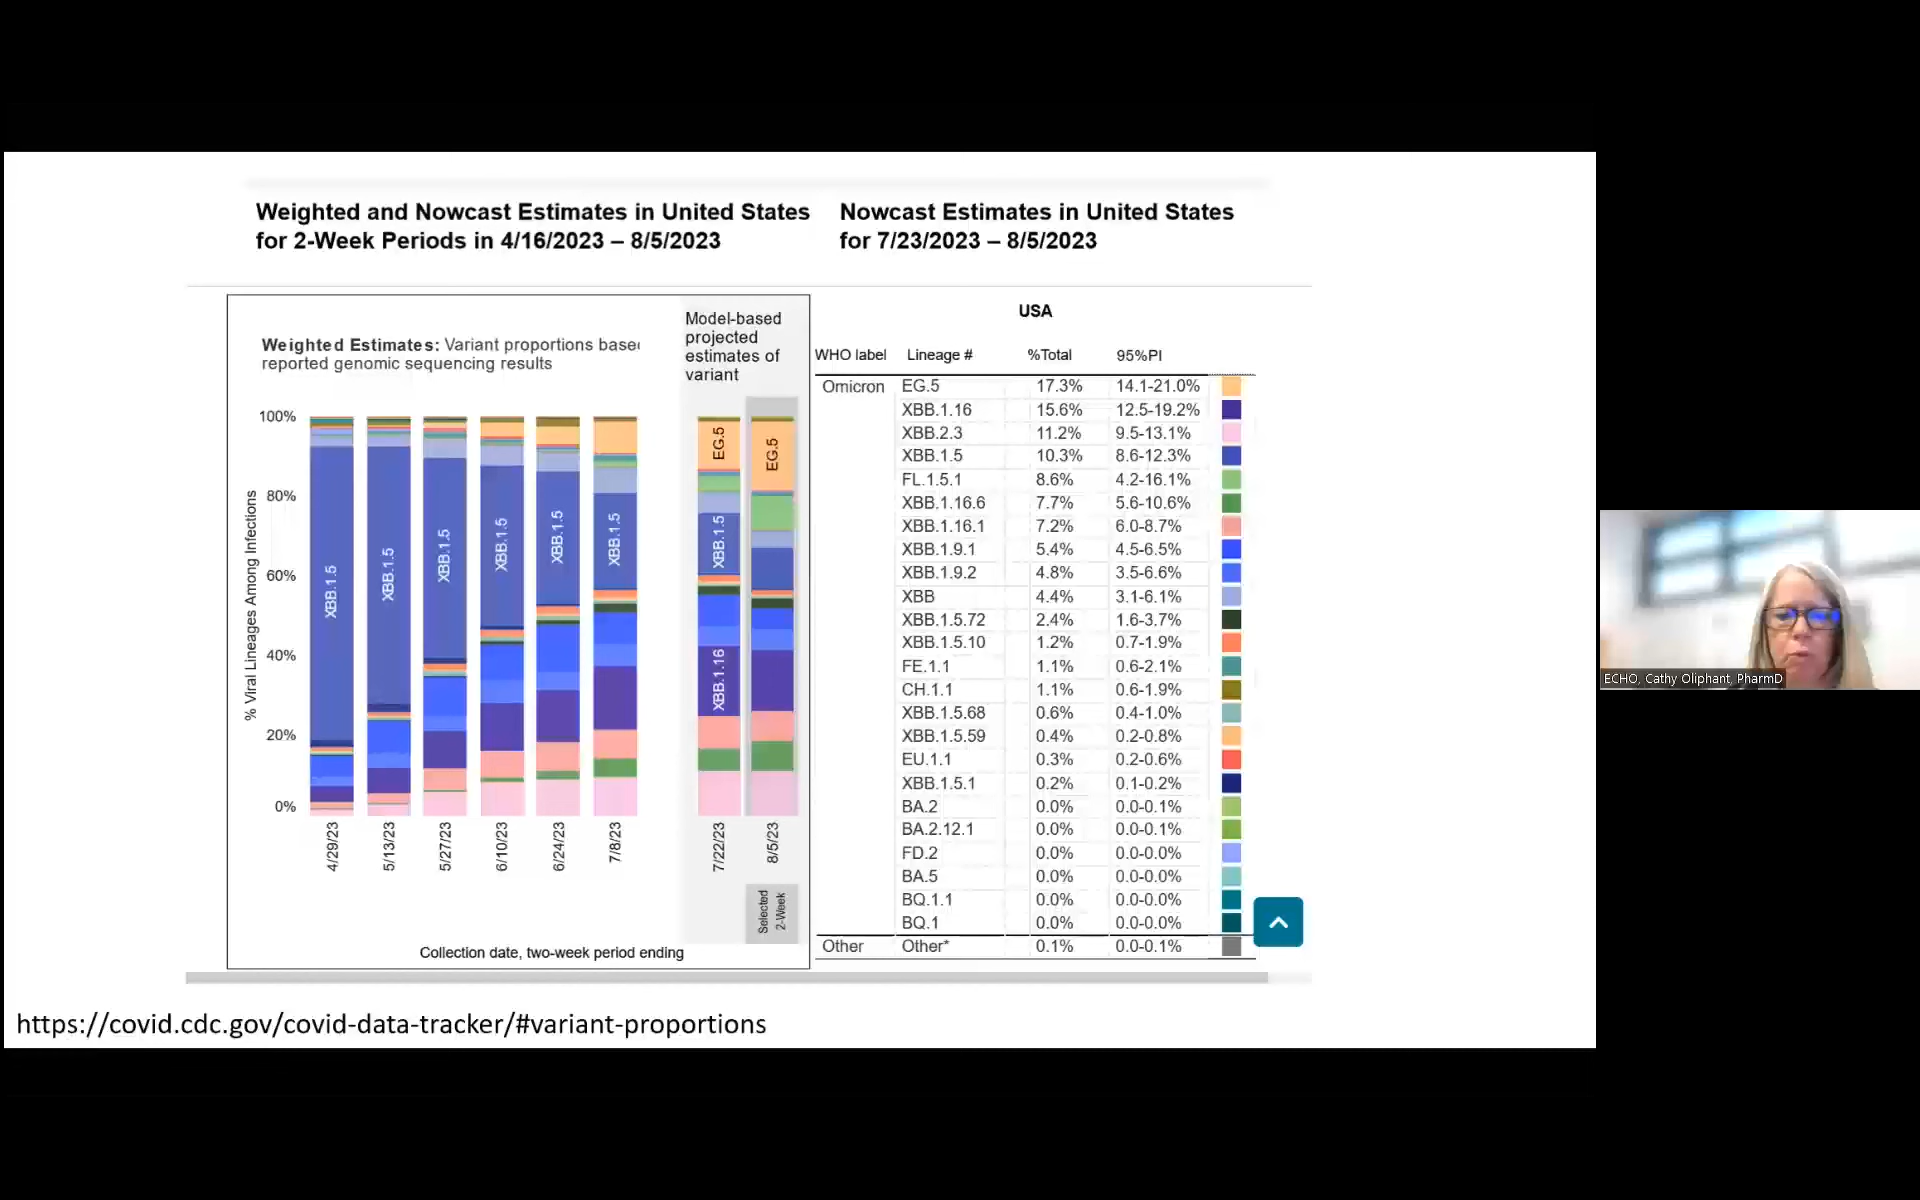 Weighted and Nowcast Estimates in United States
for 2-Week Periods in 4/16/2023 – 8/5/2023
Nowcast Estimates in United States
for 7/23/2023 – 8/5/2023
Weighted Estimates: Variant proportions based
reported genomic sequencing results
Model-based
projected
estimates of
variant
% Viral Lineages Among Infections
100%
80%
60%
40%
20%
0%
XBB.1.5
XBB.1.5
XBB.1.5
XBB.1.5
XBB.1.5
XBB.1.5
EG.5
XBB.1.5
XBB.1.16
EG.5
4/29/23
5/13/23
5/27/23
6/10/23
6/24/23
7/8/23
7/22/23
8/5/23
Selected
2-Week
Collection date, two-week period ending
USA
WHO label Lineage # %Total 95%PI
Omicron EG.5 17.3% 14.1-21.0%
XBB.1.16 15.6% 12.5-19.2%
XBB.2.3 11.2% 9.5-13.1%
XBB.1.5 10.3% 8.6-12.3%
FL.1.5.1 8.6% 4.2-16.1%
XBB.1.16.6 7.7% 5.6-10.6%
XBB.1.16.1 7.2% 6.0-8.7%
XBB.1.9.1 5.4% 4.5-6.5%
XBB.1.9.2 4.8% 3.5-6.6%
XBB 4.4% 3.1-6.1%
XBB.1.5.72 2.4% 1.6-3.7%
XBB.1.5.10 1.2% 0.7-1.9%
FE.1.1 1.1% 0.6-2.1%
CH.1.1 1.1% 0.6-1.9%
XBB.1.5.68 0.6% 0.4-1.0%
XBB.1.5.59 0.4% 0.2-0.8%
EU.1.1 0.3% 0.2-0.6%
XBB.1.5.1 0.2% 0.1-0.2%
BA.2 0.0% 0.0-0.1%
BA.2.12.1 0.0% 0.0-0.1%
FD.2 0.0% 0.0-0.0%
BA.5 0.0% 0.0-0.0%
BQ.1.1 0.0% 0.0-0.0%
BQ.1 0.0% 0.0-0.0%
Other Other* 0.1% 0.0-0.1%
https://covid.cdc.gov/covid-data-tracker/#variant-proportions
ECHO, Cathy Oliphant, PharmD